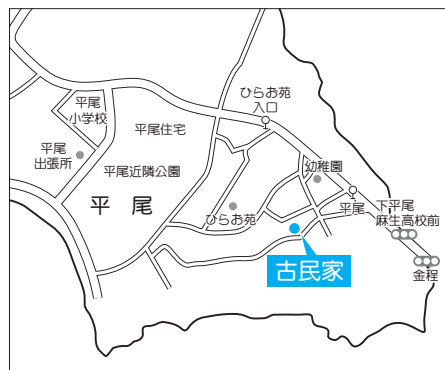 ひらお苑
入口
平尾
小学校
平尾住宅
平尾
出張所
平尾近隣公園
幼稚園
平尾
ひらお苑
平尾
下平尾
麻生高校前
古民家
金程